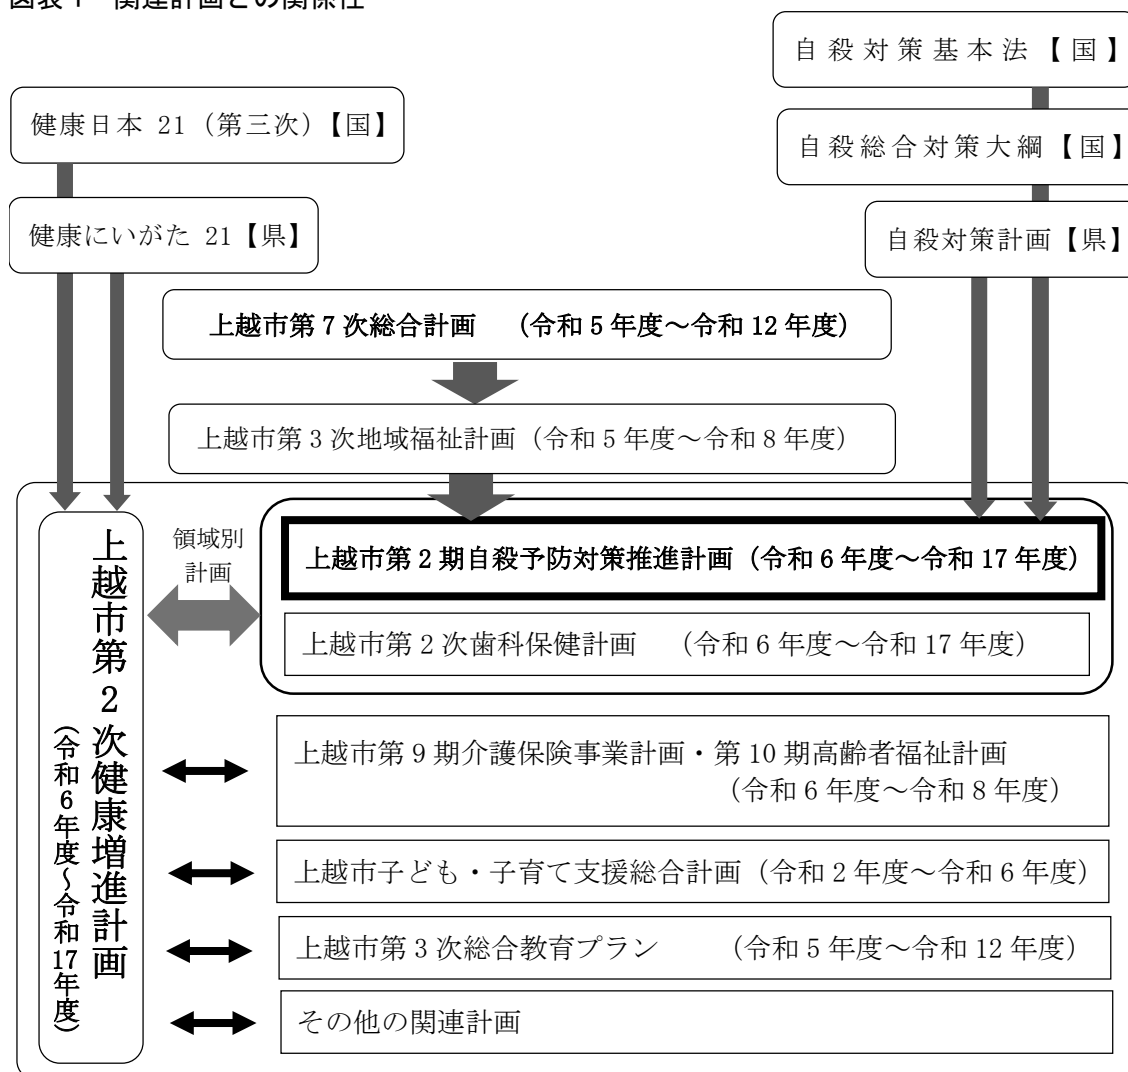 図表1 関連計画との関係性
自殺対策基本法【国】
健康日本 21（第三次）【国】
自殺総合対策大綱【国】
健康にいがた 21【県】
自殺対策計画【県】
上越市第７次総合計画　（令和５年度～令和12年度）
上越市第３次地域福祉計画（令和５年度～令和８年度）
上越市第２次健康増進計画
（令和６年度～令和17年度）
領域別
計画
上越市第２期自殺予防対策推進計画（令和６年度～令和17年度）
上越市第２次歯科保健計画　（令和６年度～令和17年度）
上越市第９期介護保険事業計画・第10期高齢者福祉計画
（令和６年度～令和８年度）
上越市子ども・子育て支援総合計画（令和２年度～令和６年度）
上越市第３次総合教育プラン　（令和５年度～令和12年度）
その他の関連計画